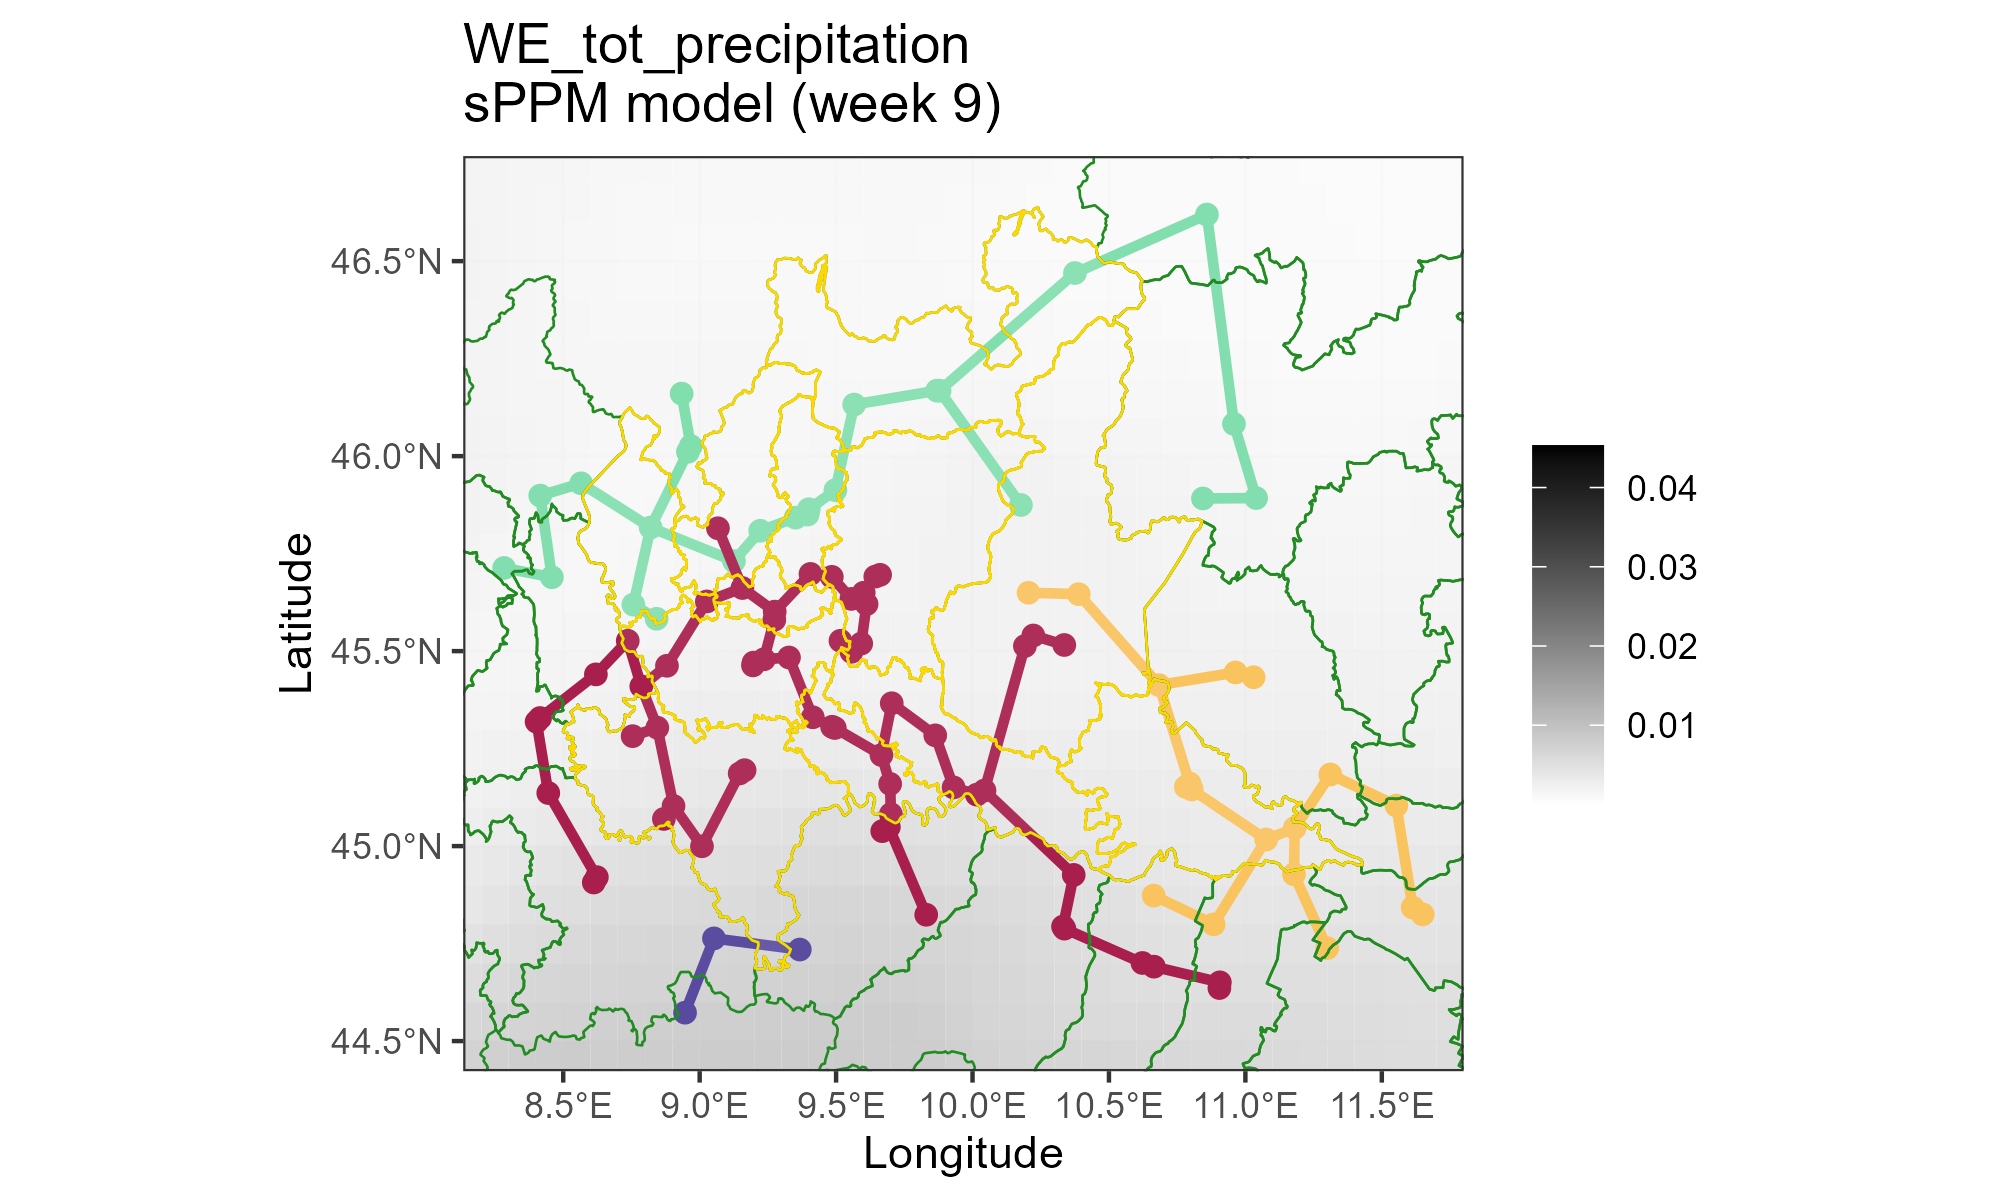 WE_tot_precipitation
sPPM model (week 9)
46.5°N
46.0°N
45.5°N
45.0°N
44.5°N
Latitude
8.5°E
9.0°E
9.5°E
10.0°E
10.5°E
11.0°E
11.5°E
Longitude
0.04
0.03
0.02
0.01